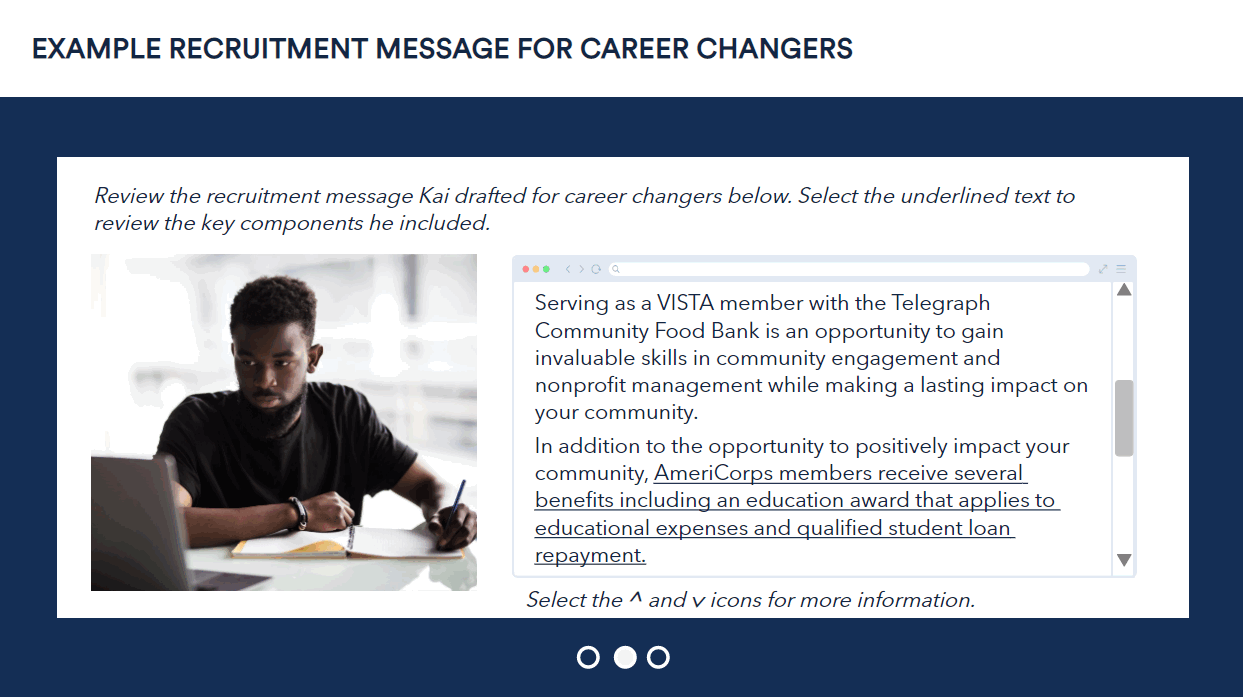 EXAMPLE RECRUITMENT MESSAGE FOR CAREER CHANGERS
Review the recruitment message Kai drafted for career changers below. Select the underlined text to
review the key components he included.
Serving as a VISTA member with the Telegraph
Community Food Bank is an opportunity to gain
invaluable skills in community engagement and
nonprofit management while making a lasting impact on
your community.
In addition to the opportunity to positively impact your
community, AmeriCorps members receive several
benefits including an education award that applies to
educational expenses and qualified student loan
repayment.
Select the ^ and v icons for more information.